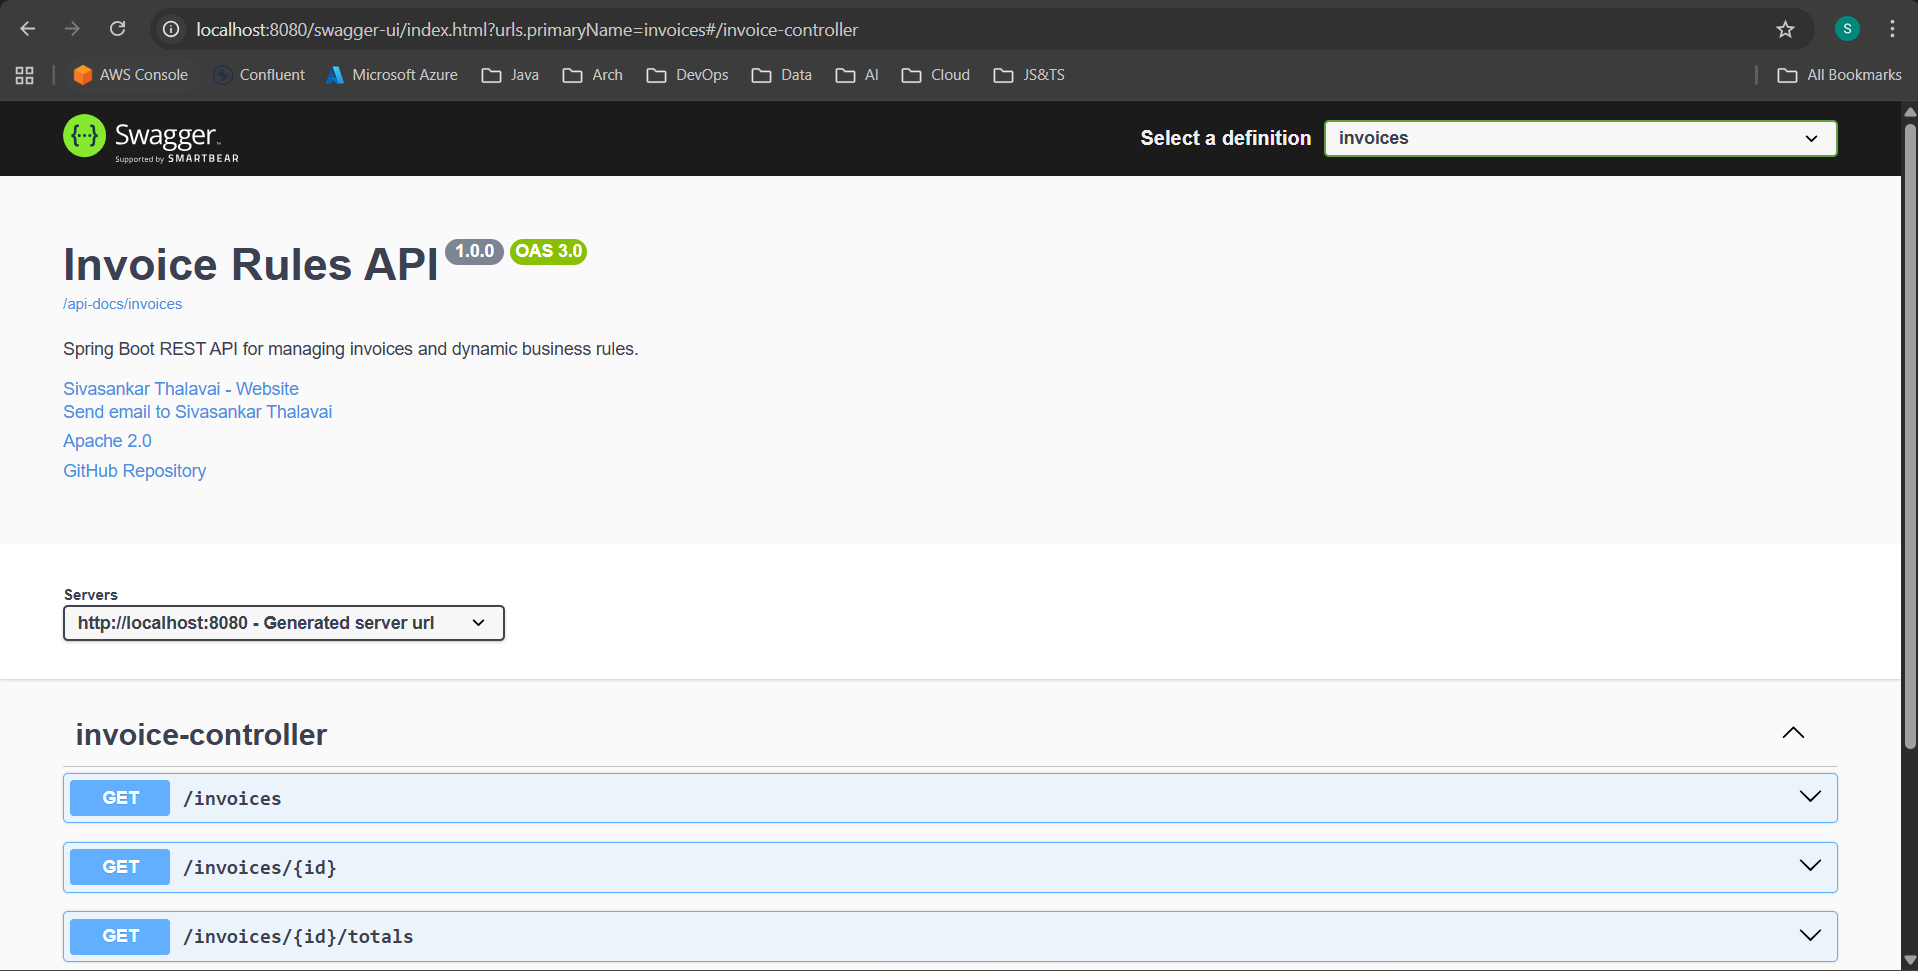 localhost:8080/swagger-ui/index.html?urls.primaryName=invoices#/invoice-controller
S
AWS Console
Confluent
Microsoft Azure
Java
Arch
DevOps
Data
AI
Cloud
JS&TS
All Bookmarks
{···} Swagger™
Supported by SMARTBEAR
Select a definition
invoices
Invoice Rules API 1.0.0 OAS 3.0
/api-docs/invoices
Spring Boot REST API for managing invoices and dynamic business rules.
Sivasankar Thalavai - Website
Send email to Sivasankar Thalavai
Apache 2.0
GitHub Repository
Servers
http://localhost:8080 - Generated server url
invoice-controller
GET /invoices
GET /invoices/{id}
GET /invoices/{id}/totals